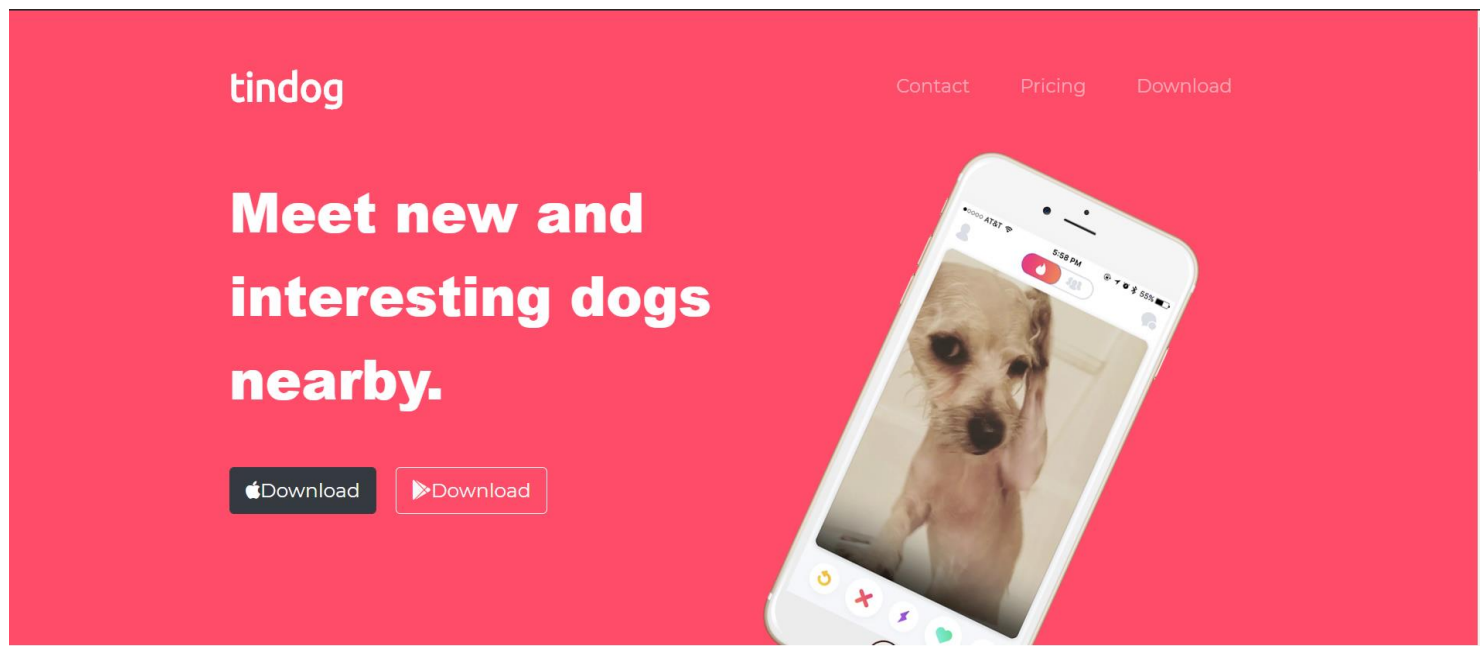 tindog
Contact Pricing Download
Meet new and
interesting dogs
nearby.
Download Download
AT&T
5:58 PM
55%